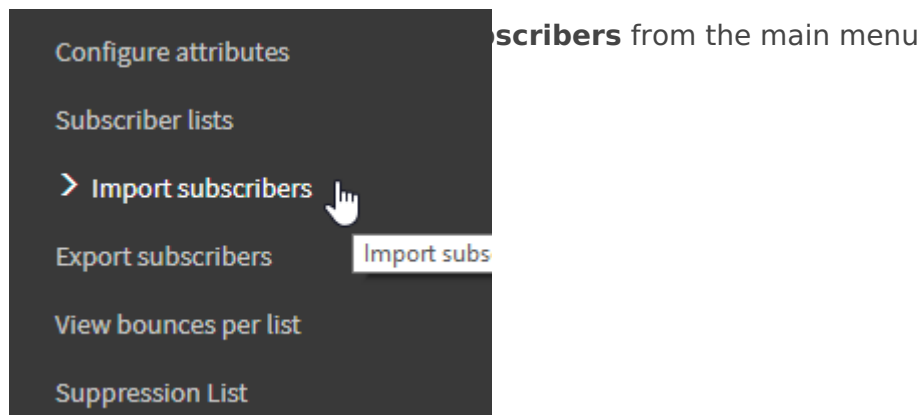 Configure attributes
scribers from the main menu
Subscriber lists
> Import subscribers
Export subscribers
Import subs
View bounces per list
Suppression List